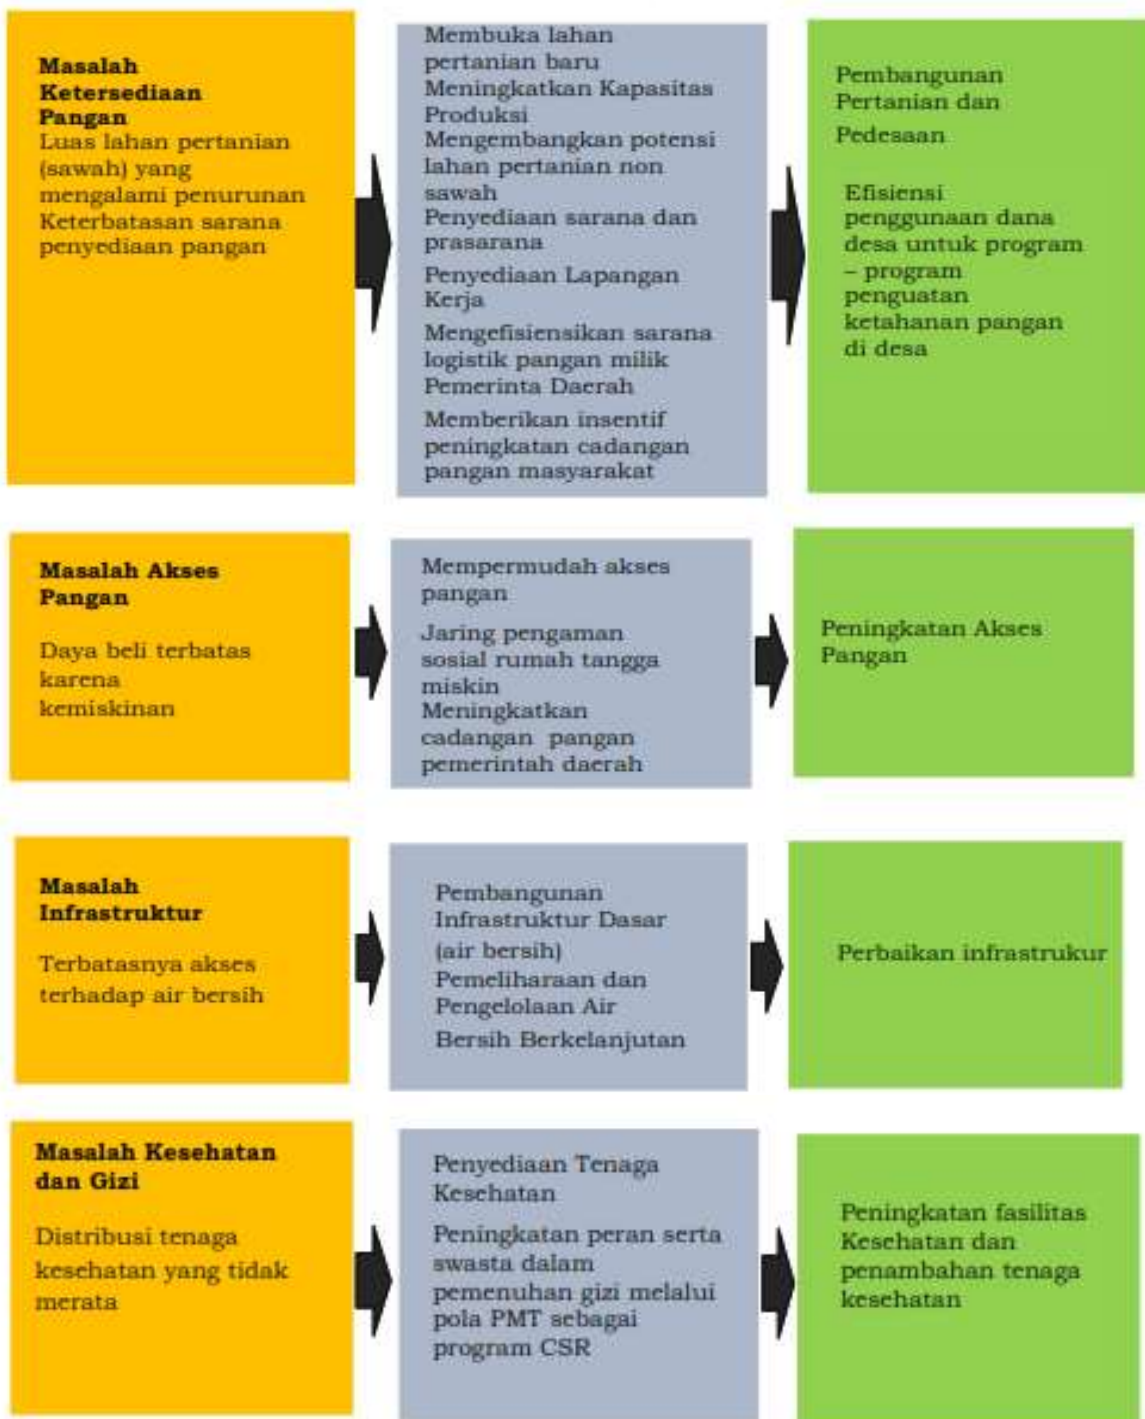 Masalah
Ketersediaan
Pangan
Luas lahan pertanian
(sawah) yang
mengalami penurunan
Keterbatasan sarana
penyediaan pangan
Membuka lahan
pertanian baru
Meningkatkan Kapasitas
Produksi
Mengembangkan potensi
lahan pertanian non
sawah
Penyediaan sarana dan
prasarana
Penyediaan Lapangan
Kerja
Mengefisiensikan sarana
logistik pangan milik
Pemerinta Daerah
Memberikan insentif
peningkatan cadangan
pangan masyarakat
Pembangunan
Pertanian dan
Pedesaan
Efisiensi
penggunaan dana
desa untuk program
– program
penguatan
ketahanan pangan
di desa
Masalah Akses
Pangan
Daya beli terbatas
karena
kemiskinan
Mempermudah akses
pangan
Jaring pengaman
sosial rumah tangga
miskin
Meningkatkan
cadangan pangan
pemerintah daerah
Peningkatan Akses
Pangan
Masalah
Infrastruktur
Terbatasnya akses
terhadap air bersih
Pembangunan
Infrastruktur Dasar
(air bersih)
Pemeliharaan dan
Pengelolaan Air
Bersih Berkelanjutan
Perbaikan infrastrukur
Masalah Kesehatan
dan Gizi
Distribusi tenaga
kesehatan yang tidak
merata
Penyediaan Tenaga
Kesehatan
Peningkatan peran serta
swasta dalam
pemenuhan gizi melalui
pola PMT sebagai
program CSR
Peningkatan fasilitas
Kesehatan dan
penambahan tenaga
kesehatan